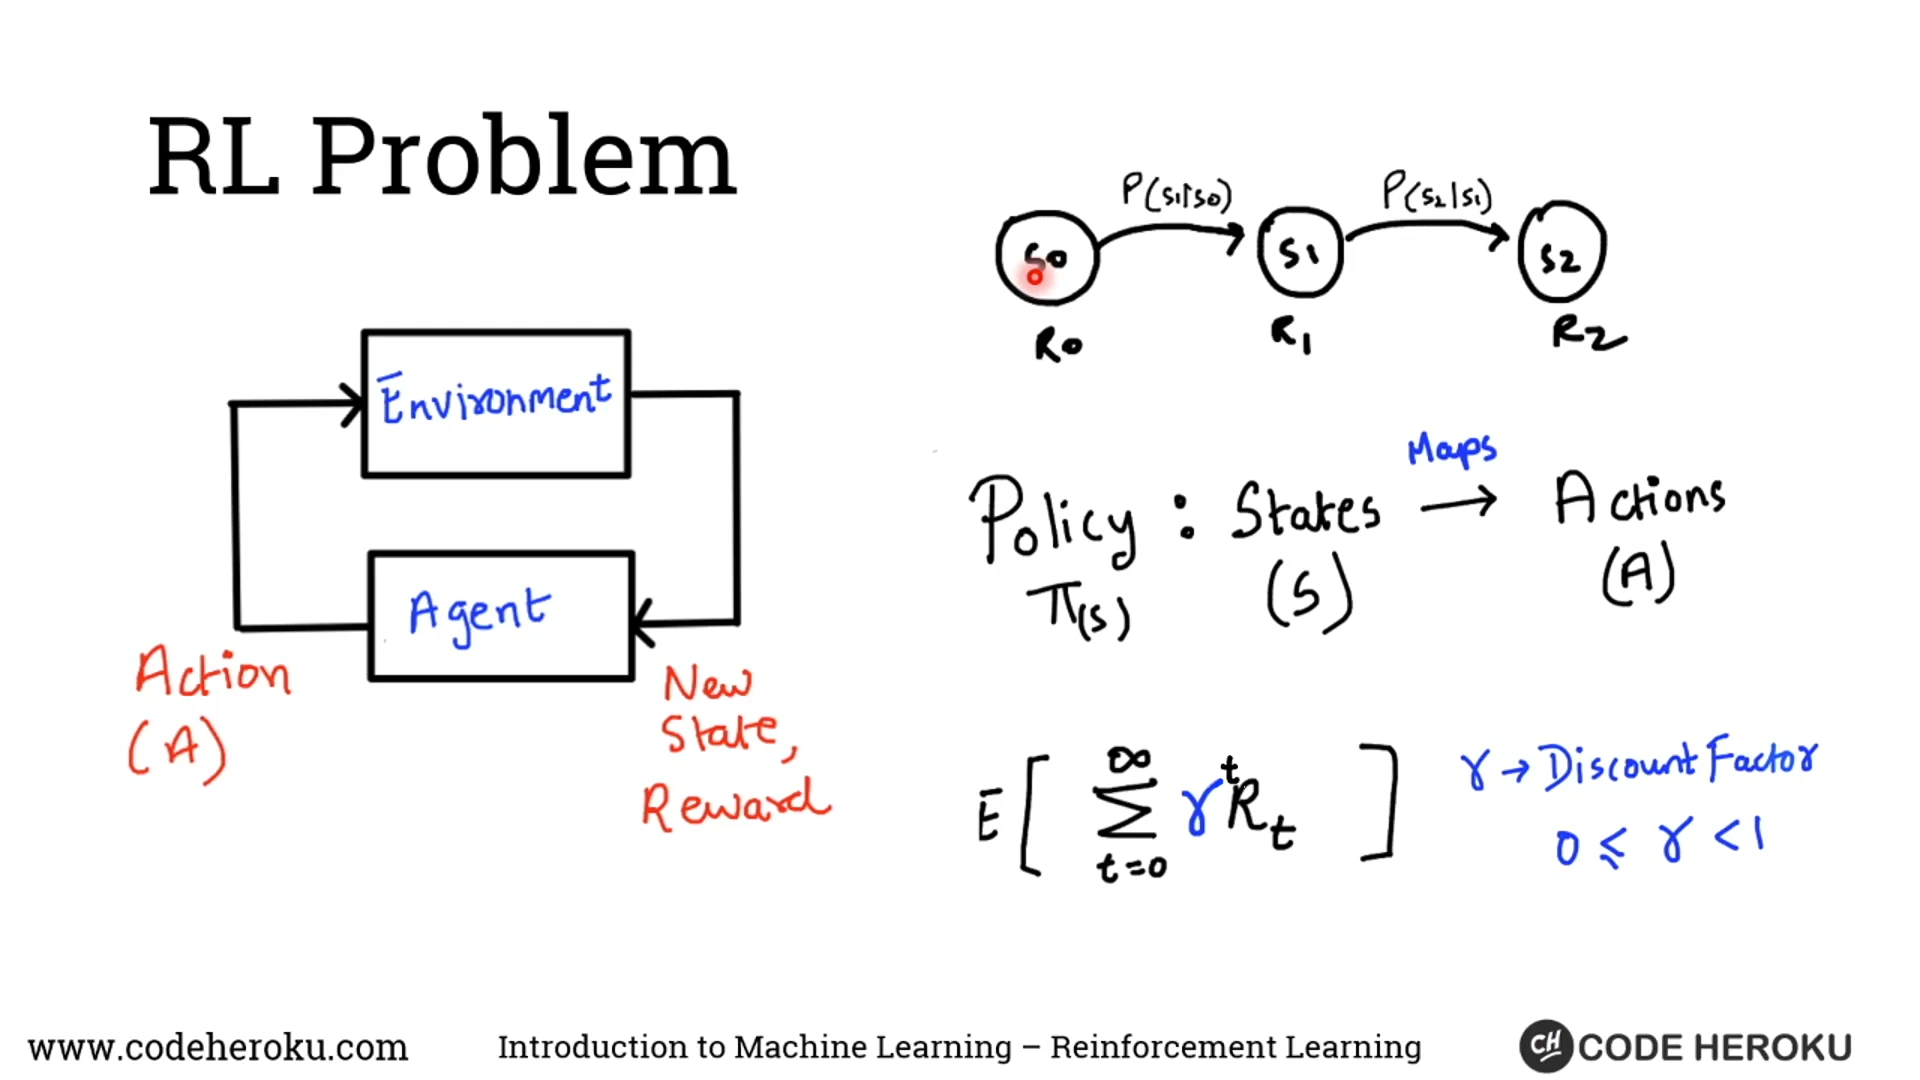 RL Problem
P(s1|s0)
P(s2|s1)
s0
s1
s2
R0
R1
R2
Environment
Agent
Action
(A)
New
State,
Reward
Maps
Policy : States → Actions
π(s) (S) (A)
E[ ∞ ∑ t=0 γ^t R_t ]
γ → Discount Factor
0 ≤ γ < 1
www.codeheroku.com
Introduction to Machine Learning – Reinforcement Learning
CH CODE HEROKU